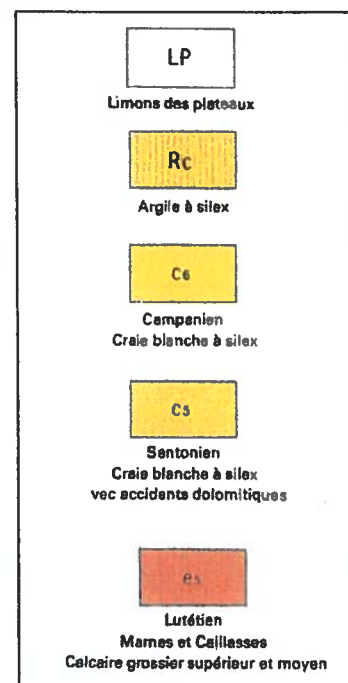 LP
Limons des plateaux
Rc
Argile à silex
C6
Campanien
Craie blanche à silex
C5
Santonien
Craie blanche à silex
vec accidents dolomitiques
e5
Lutétien
Marnes et Caillasses
Calcaire grossier supérieur et moyen